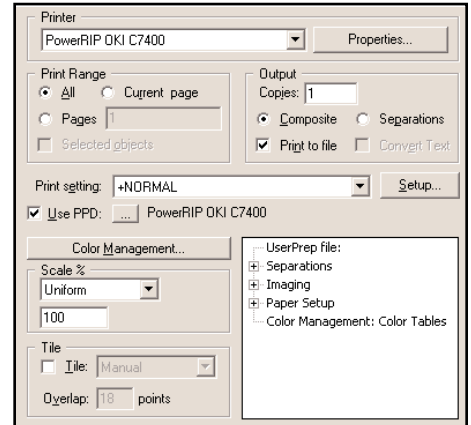 Printer
PowerRIP OKI C7400 Properties...
Print Range
All Current page
Pages 1
Selected objects
Output
Copies: 1
Composite Separations
Print to file Convert Text
Print setting: +NORMAL Setup...
Use PPD: ... PowerRIP OKI C7400
Color Management...
Scale %
Uniform
100
Tile
Tile: Manual
Overlap: 18 points
UserPrep file:
Separations
Imaging
Paper Setup
Color Management: Color Tables